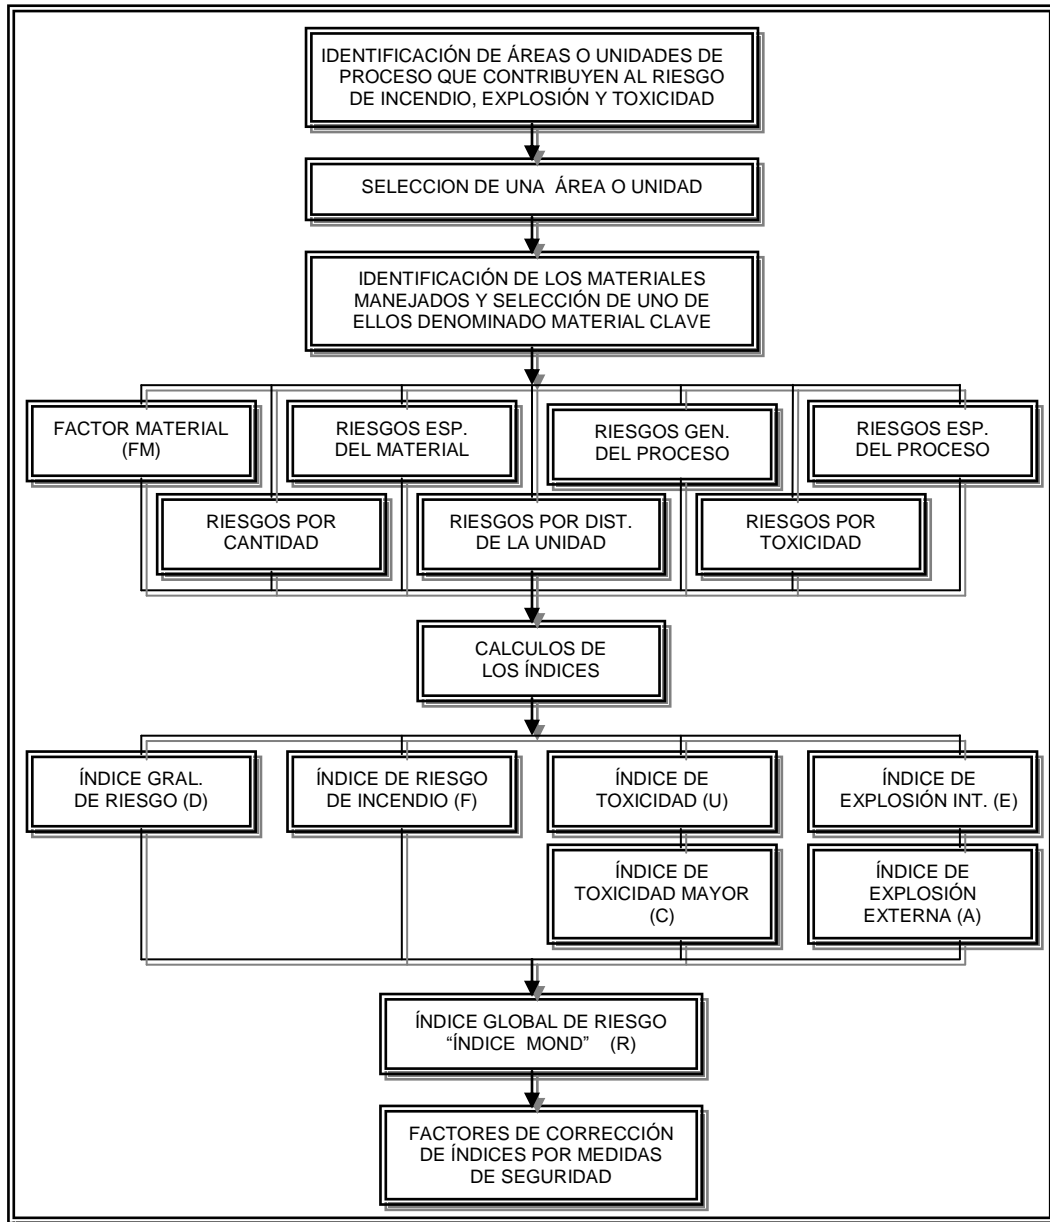 IDENTIFICACIÓN DE ÁREAS O UNIDADES DE
PROCESO QUE CONTRIBUYEN AL RIESGO
DE INCENDIO, EXPLOSIÓN Y TOXICIDAD
SELECCION DE UNA ÁREA O UNIDAD
IDENTIFICACIÓN DE LOS MATERIALES
MANEJADOS Y SELECCIÓN DE UNO DE
ELLOS DENOMINADO MATERIAL CLAVE
FACTOR MATERIAL
(FM)
RIESGOS ESP.
DEL MATERIAL
RIESGOS GEN.
DEL PROCESO
RIESGOS ESP.
DEL PROCESO
RIESGOS POR
CANTIDAD
RIESGOS POR DIST.
DE LA UNIDAD
RIESGOS POR
TOXICIDAD
CALCULOS DE
LOS ÍNDICES
ÍNDICE GRAL.
DE RIESGO (D)
ÍNDICE DE RIESGO
DE INCENDIO (F)
ÍNDICE DE
TOXICIDAD (U)
ÍNDICE DE
EXPLOSIÓN INT. (E)
ÍNDICE DE
TOXICIDAD MAYOR
(C)
ÍNDICE DE
EXPLOSIÓN
EXTERNA (A)
ÍNDICE GLOBAL DE RIESGO
“ÍNDICE MOND” (R)
FACTORES DE CORRECCIÓN
DE ÍNDICES POR MEDIDAS
DE SEGURIDAD